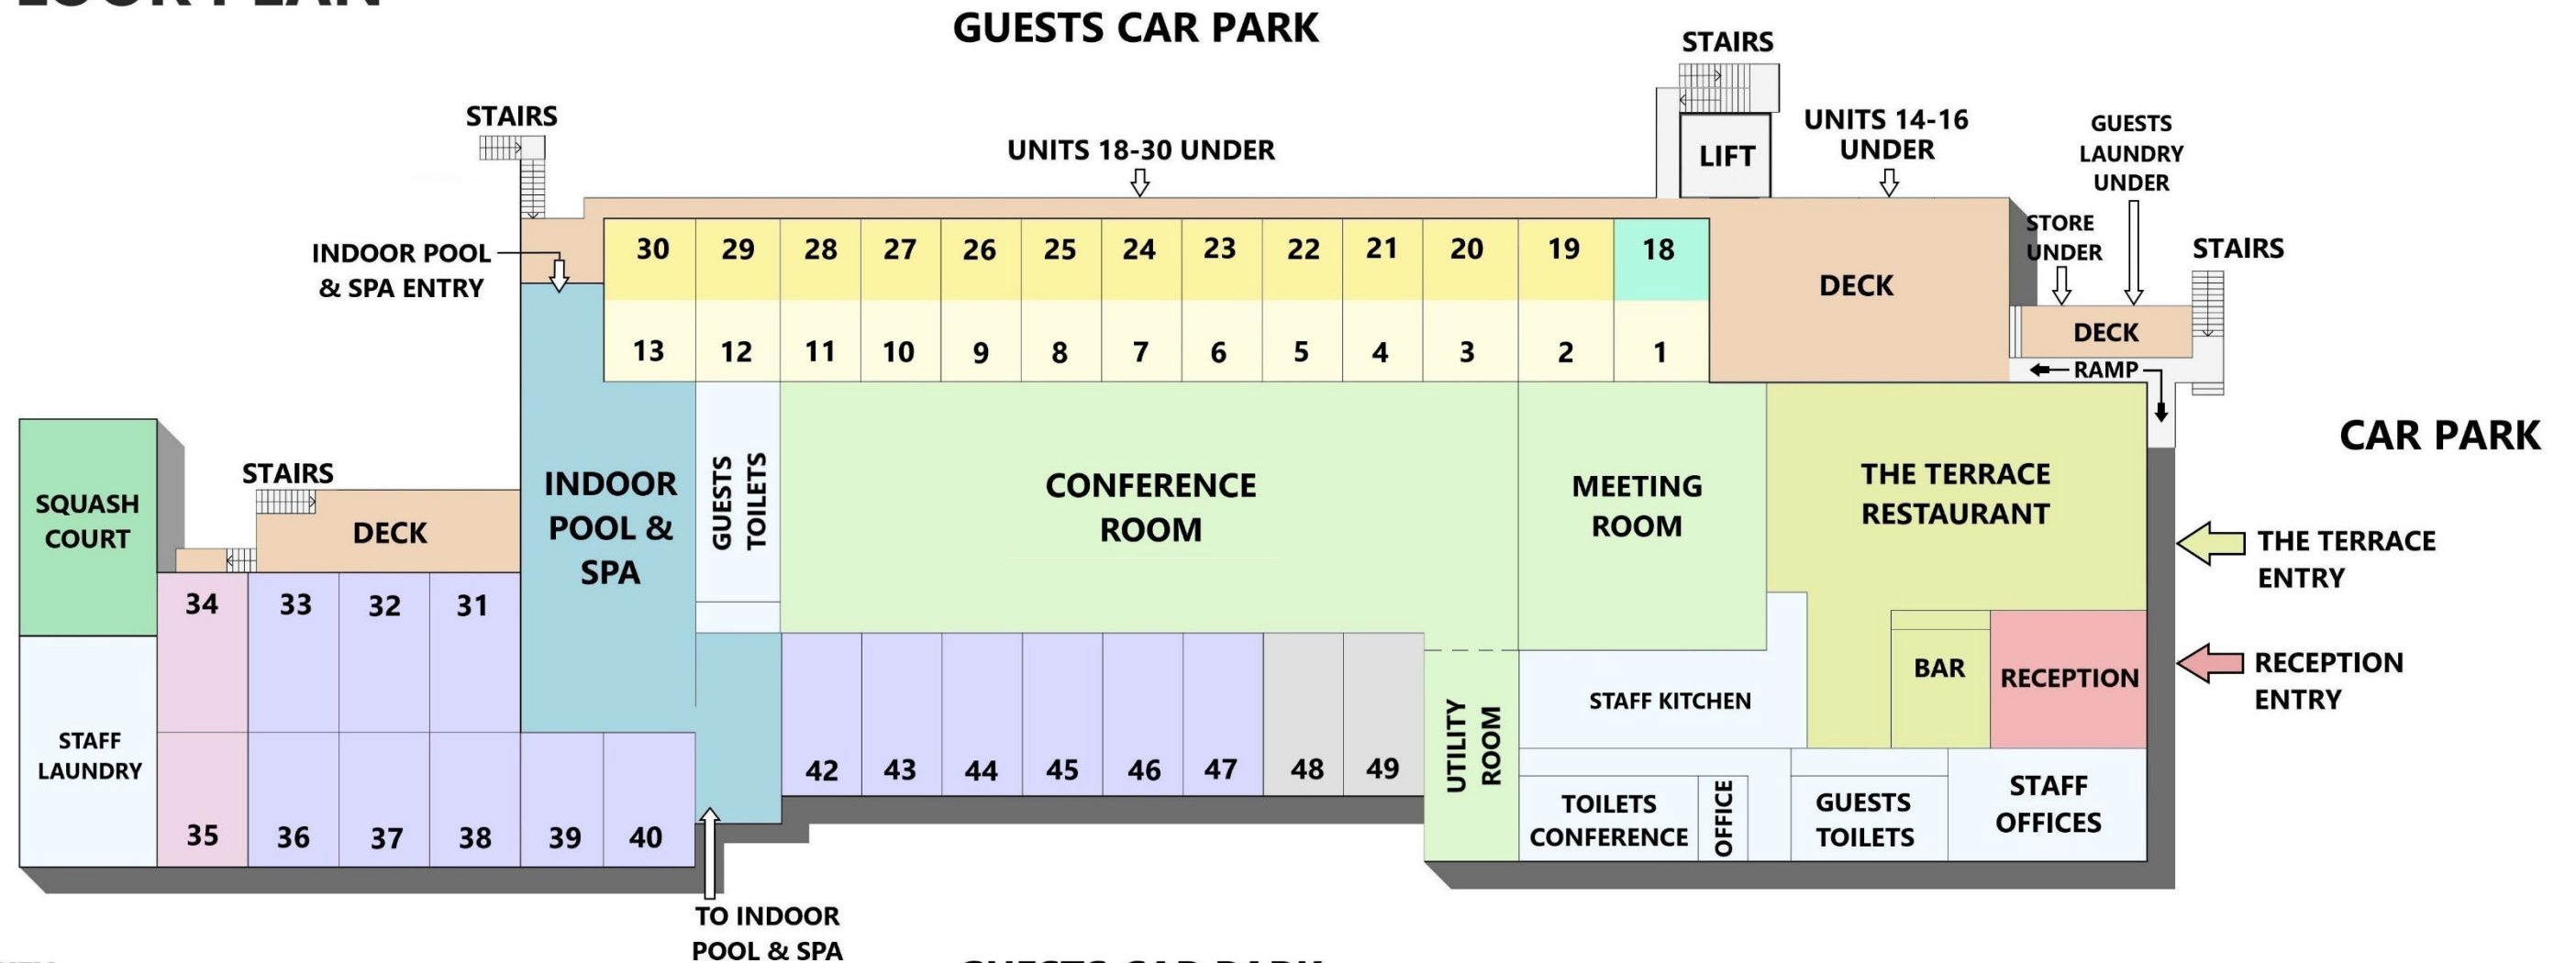 GUESTS CAR PARK
STAIRS
STAIRS
UNITS 18-30 UNDER
LIFT
UNITS 14-16
UNDER
GUESTS
LAUNDRY
UNDER
STORE
UNDER
STAIRS
INDOOR POOL
& SPA ENTRY
30 29 28 27 26 25 24 23 22 21 20 19 18
DECK
DECK
RAMP
13 12 11 10 9 8 7 6 5 4 3 2 1
CAR PARK
SQUASH
COURT
STAIRS
DECK
INDOOR
POOL &
SPA
GUESTS
TOILETS
CONFERENCE
ROOM
MEETING
ROOM
THE TERRACE
RESTAURANT
THE TERRACE
ENTRY
34 33 32 31
BAR
RECEPTION
RECEPTION
ENTRY
STAFF
LAUNDRY
UTILITY
ROOM
STAFF KITCHEN
42 43 44 45 46 47 48 49
35 36 37 38 39 40
TOILETS
CONFERENCE
OFFICE
GUESTS
TOILETS
STAFF
OFFICES
TO INDOOR
POOL & SPA